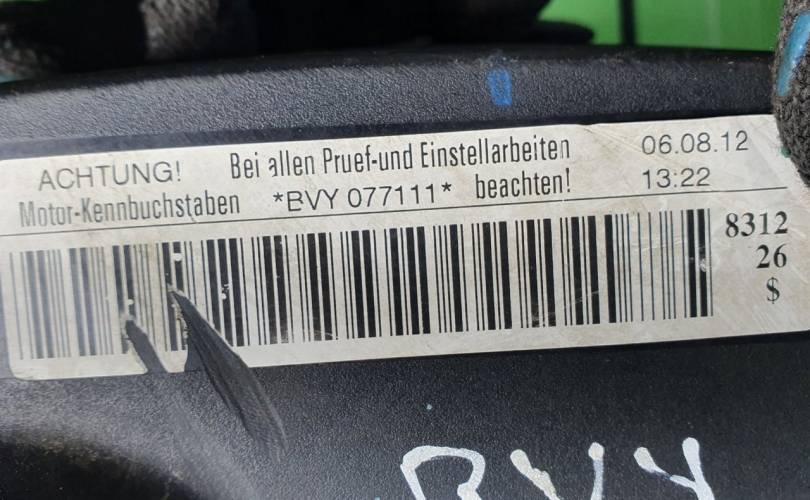 ACHTUNG! Bei allen Pruef-und Einstellarbeiten 06.08.12
Motor-Kennbuchstaben *BVY 077111* beachten! 13:22
8312
26
$
BVY